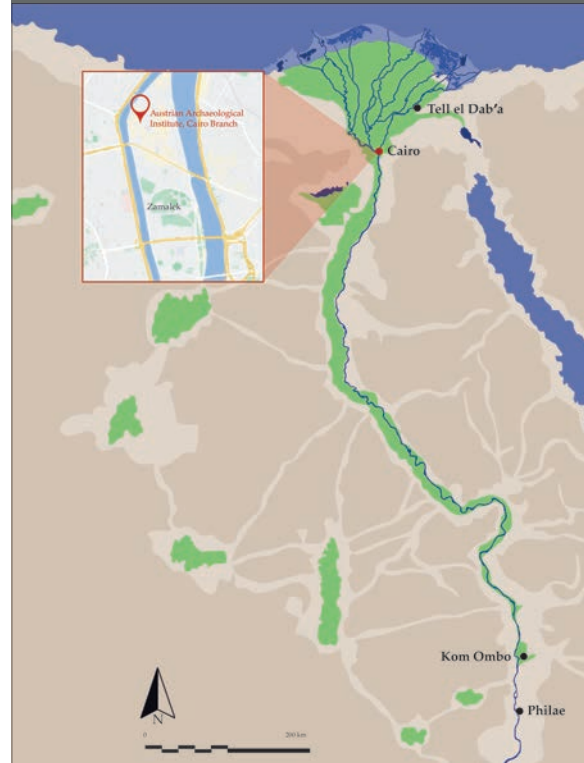 Austrian Archaeological
Institute, Cairo Branch
Zamalek
Tell el Dab'a
Cairo
Kom Ombo
Philae
N
0
200 km